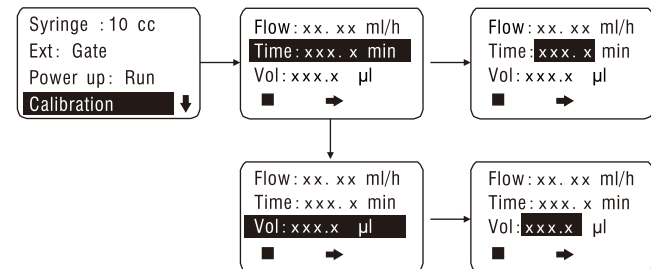 Syringe :10 cc
Ext: Gate
Power up: Run
Calibration
Flow:xx. xx ml/h
Time:xxx. x min
Vol:xxx.x µl
Flow:xx. xx ml/h
Time:xxx. x min
Vol:xxx.x µl
Flow:xx. xx ml/h
Time:xxx. x min
Vol:xxx.x µl
Flow:xx. xx ml/h
Time:xxx. x min
Vol:xxx.x µl